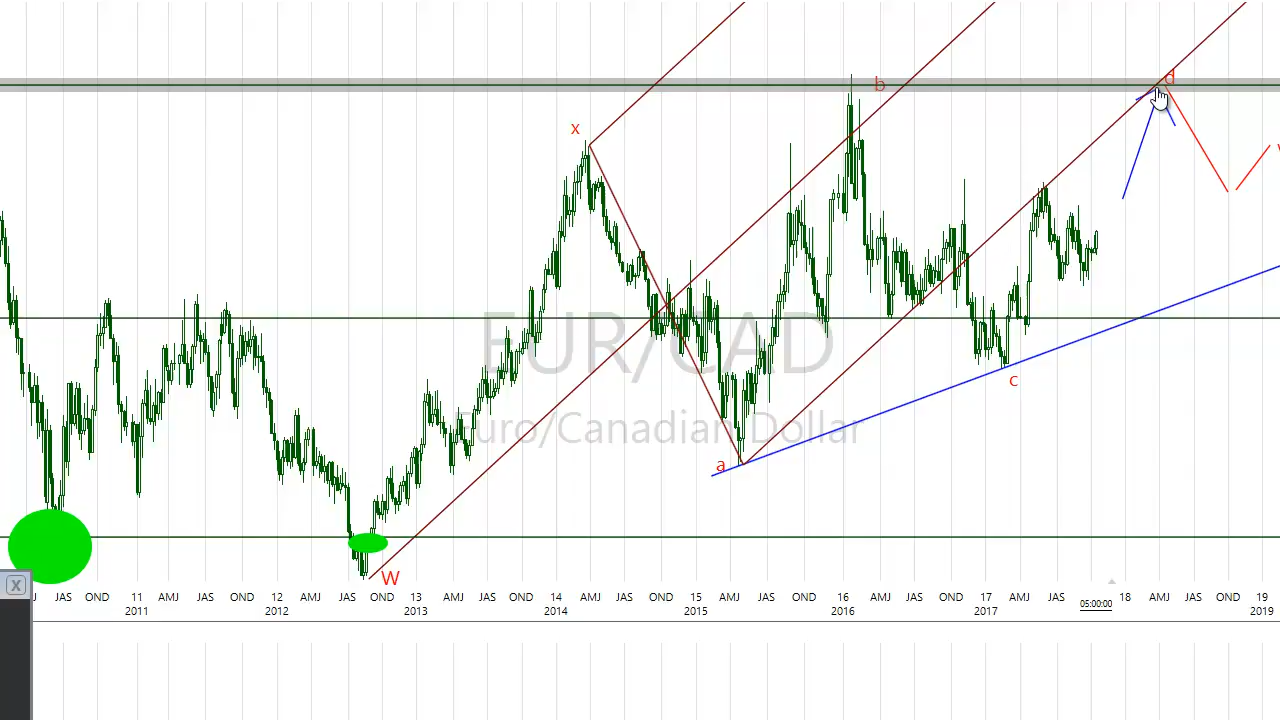 d
b
x
EUR/CAD
c
Euro/Canadian Dollar
a
W
X
JAS OND 11 AMJ JAS OND 12 AMJ JAS OND 13 AMJ JAS OND 14 AMJ JAS OND 15 AMJ JAS OND 16 AMJ JAS OND 17 AMJ JAS 05:00:00 18 AMJ JAS OND 19
2011 2012 2013 2014 2015 2016 2017 2019